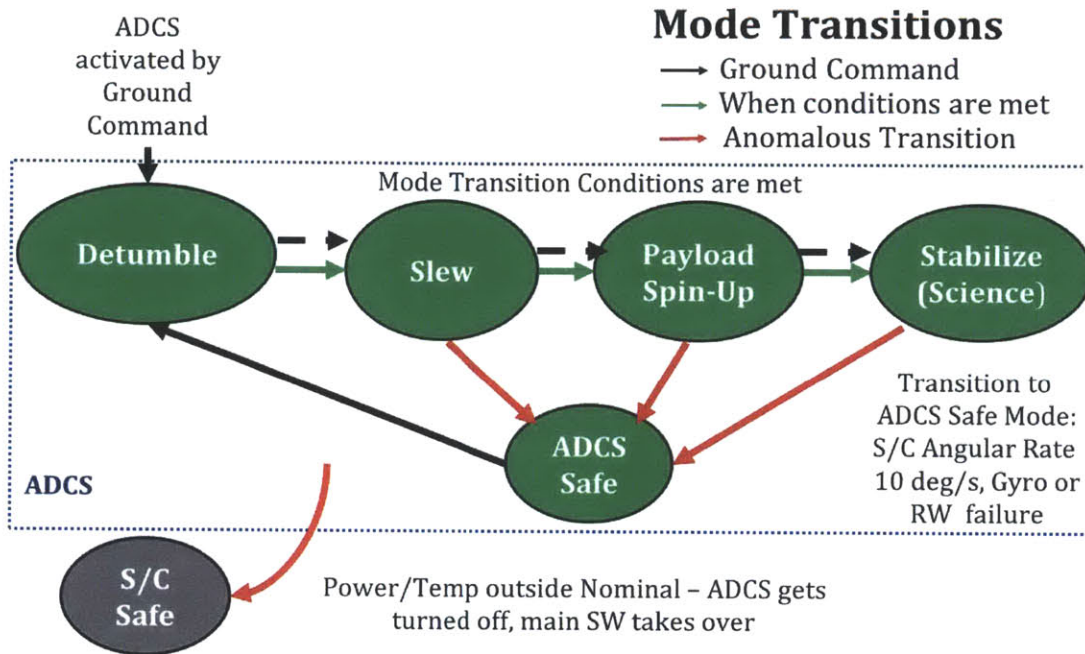 Mode Transitions
Ground Command
When conditions are met
Anomalous Transition
ADCS
activated by
Ground
Command
Mode Transition Conditions are met
Detumble
Slew
Payload
Spin-Up
Stabilize
(Science)
ADCS
Safe
Transition to
ADCS Safe Mode:
S/C Angular Rate
10 deg/s, Gyro or
RW failure
ADCS
S/C
Safe
Power/Temp outside Nominal – ADCS gets
turned off, main SW takes over